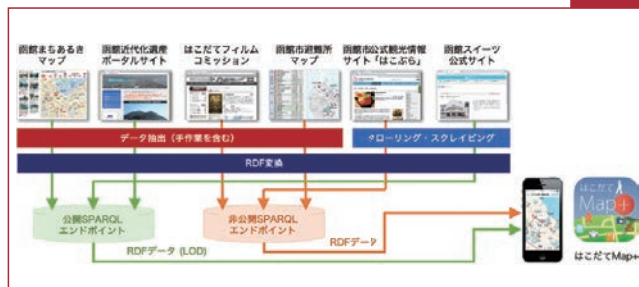 函館まちあるき
マップ
函館近代化遺産
ポータルサイト
はこだてフィルム
コミッション
函館市避難所
マップ
函館市公式観光情報
サイト「はこぶら」
函館スイーツ
公式サイト
データ抽出（手作業を含む）
クローリング・スクレイピング
RDF変換
公開SPARQL
エンドポイント
非公開SPARQL
エンドポイント
RDFデータ
RDFデータ (LOD)
はこだて
Map+
はこだてMap+